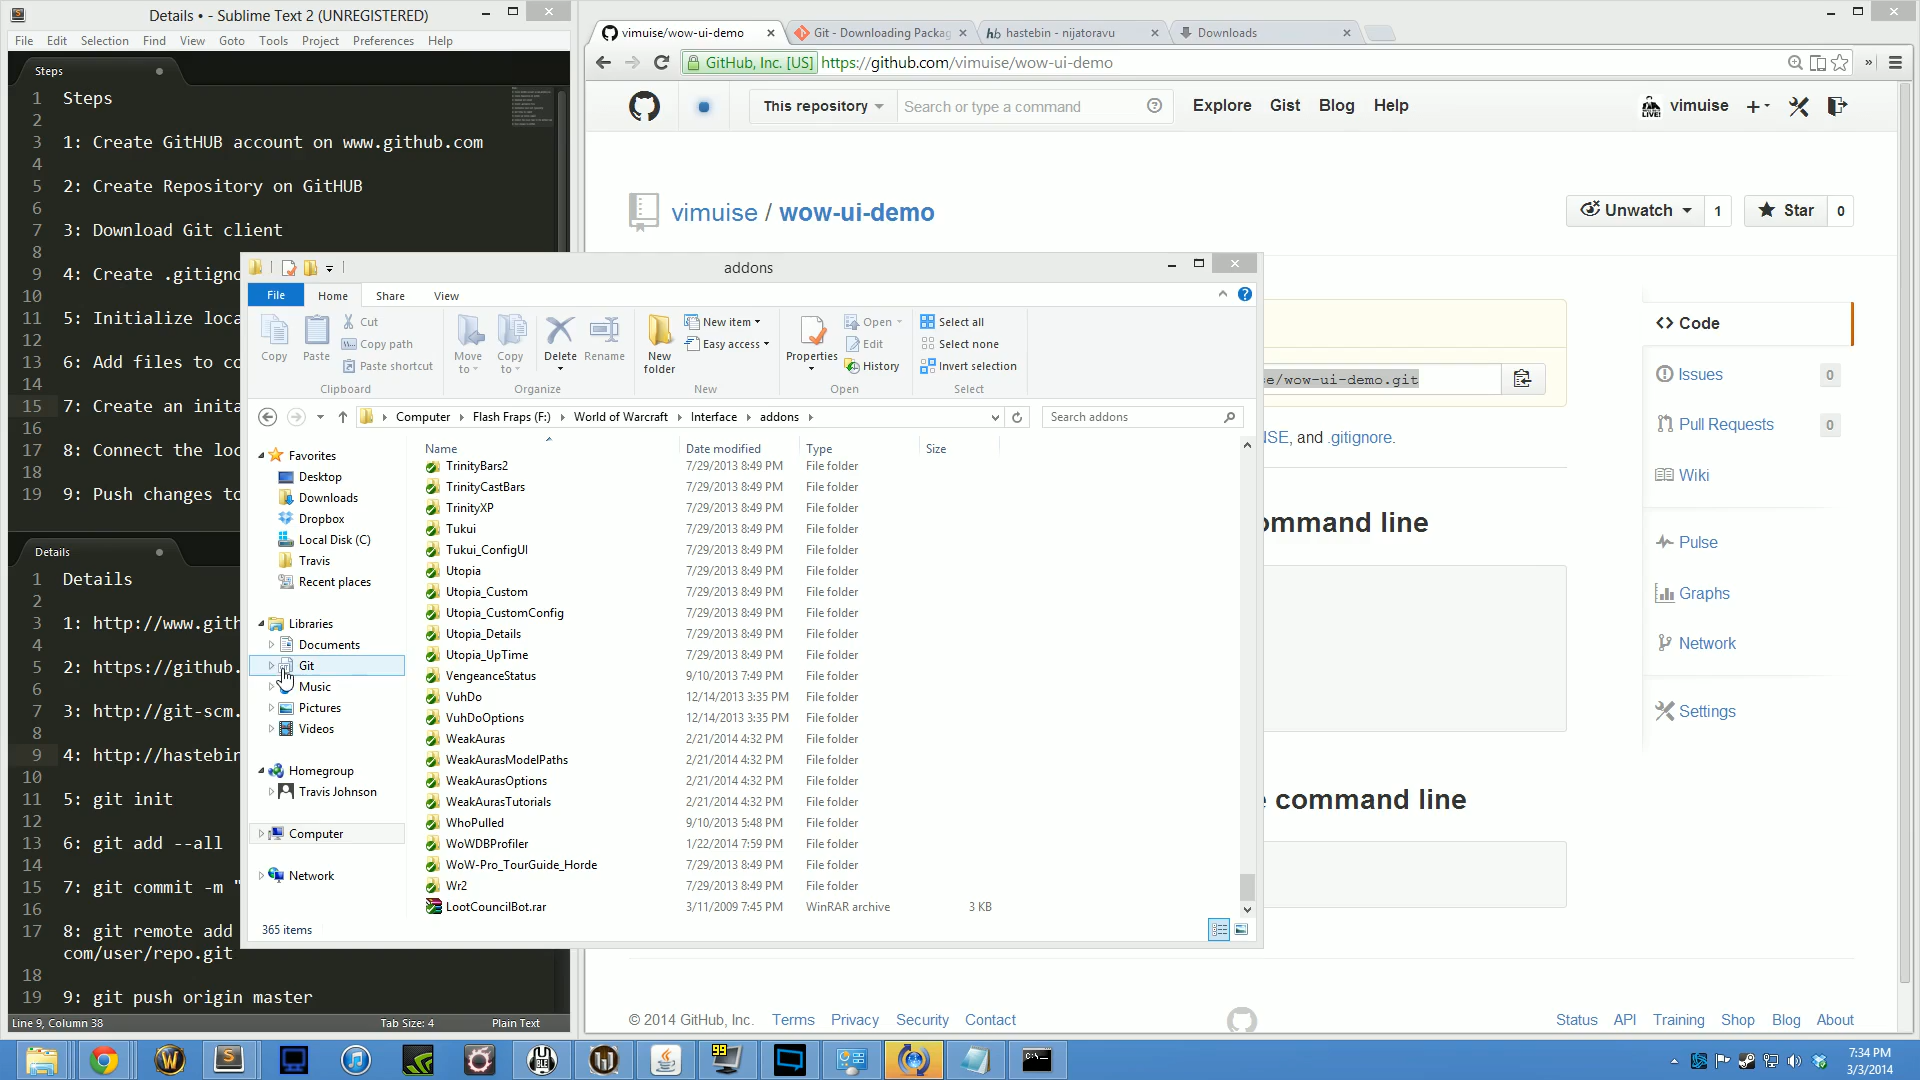 Details • - Sublime Text 2 (UNREGISTERED)
File Edit Selection Find View Goto Tools Project Preferences Help
Steps
1 Steps
2
3 1: Create GitHUB account on www.github.com
4
5 2: Create Repository on GitHUB
6
7 3: Download Git client
8
9 4: Create .gitigno
10
11 5: Initialize loca
12
13 6: Add files to co
14
15 7: Create an inita
16
17 8: Connect the loc
18
19 9: Push changes to
Details
1 Details
2
3 1: http://www.gith
4
5 2: https://github.
6
7 3: http://git-scm.
8
9 4: http://hastebin
10
11 5: git init
12
13 6: git add --all
14
15 7: git commit -m "
16
17 8: git remote add
com/user/repo.git
18
19 9: git push origin master
Line 9, Column 38 Tab Size: 4 Plain Text
vimuise/wow-ui-demo
Git - Downloading Packag
hb hastebin - nijatoravu
Downloads
GitHub, Inc. [US] https://github.com/vimuise/wow-ui-demo
This repository Search or type a command Explore Gist Blog Help vimuise
vimuise / wow-ui-demo
Unwatch 1 Star 0
se/wow-ui-demo.git
NSE, and .gitignore.
ommand line
e command line
Code
Issues 0
Pull Requests 0
Wiki
Pulse
Graphs
Network
Settings
© 2014 GitHub, Inc. Terms Privacy Security Contact
Status API Training Shop Blog About
addons
File Home Share View
Copy
Paste
Cut
Copy path
Paste shortcut
Clipboard
Move to
Copy to
Delete
Rename
Organize
New folder
New item
Easy access
New
Properties
Open
Edit
History
Open
Select all
Select none
Invert selection
Select
Computer Flash Fraps (F:) World of Warcraft Interface addons
Search addons
Favorites
Desktop
Downloads
Dropbox
Local Disk (C)
Travis
Recent places
Libraries
Documents
Git
Music
Pictures
Videos
Homegroup
Travis Johnson
Computer
Network
Name Date modified Type Size
TrinityBars2 7/29/2013 8:49 PM File folder
TrinityCastBars 7/29/2013 8:49 PM File folder
TrinityXP 7/29/2013 8:49 PM File folder
Tukui 7/29/2013 8:49 PM File folder
Tukui_ConfigUI 7/29/2013 8:49 PM File folder
Utopia 7/29/2013 8:49 PM File folder
Utopia_Custom 7/29/2013 8:49 PM File folder
Utopia_CustomConfig 7/29/2013 8:49 PM File folder
Utopia_Details 7/29/2013 8:49 PM File folder
Utopia_UpTime 7/29/2013 8:49 PM File folder
VengeanceStatus 9/10/2013 7:49 PM File folder
VuhDo 12/14/2013 3:35 PM File folder
VuhDoOptions 12/14/2013 3:35 PM File folder
WeakAuras 2/21/2014 4:32 PM File folder
WeakAurasModelPaths 2/21/2014 4:32 PM File folder
WeakAurasOptions 2/21/2014 4:32 PM File folder
WeakAurasTutorials 2/21/2014 4:32 PM File folder
WhoPulled 9/10/2013 5:48 PM File folder
WoWDBProfiler 1/22/2014 7:59 PM File folder
WoW-Pro_TourGuide_Horde 7/29/2013 8:49 PM File folder
Wr2 7/29/2013 8:49 PM File folder
LootCouncilBot.rar 3/11/2009 7:45 PM WinRAR archive 3 KB
365 items
99
7:34 PM
3/3/2014